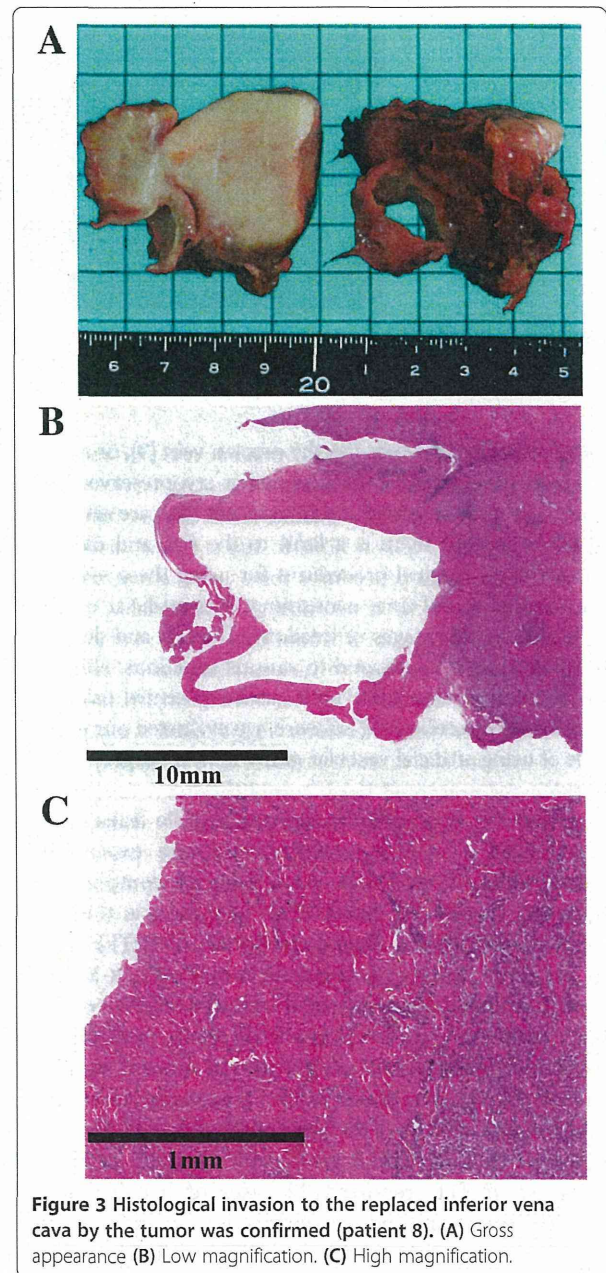 A
6 7 8 9 20 1 2 3 4 5
B
10mm
C
1mm
Figure 3 Histological invasion to the replaced inferior vena
cava by the tumor was confirmed (patient 8). (A) Gross
appearance (B) Low magnification. (C) High magnification.